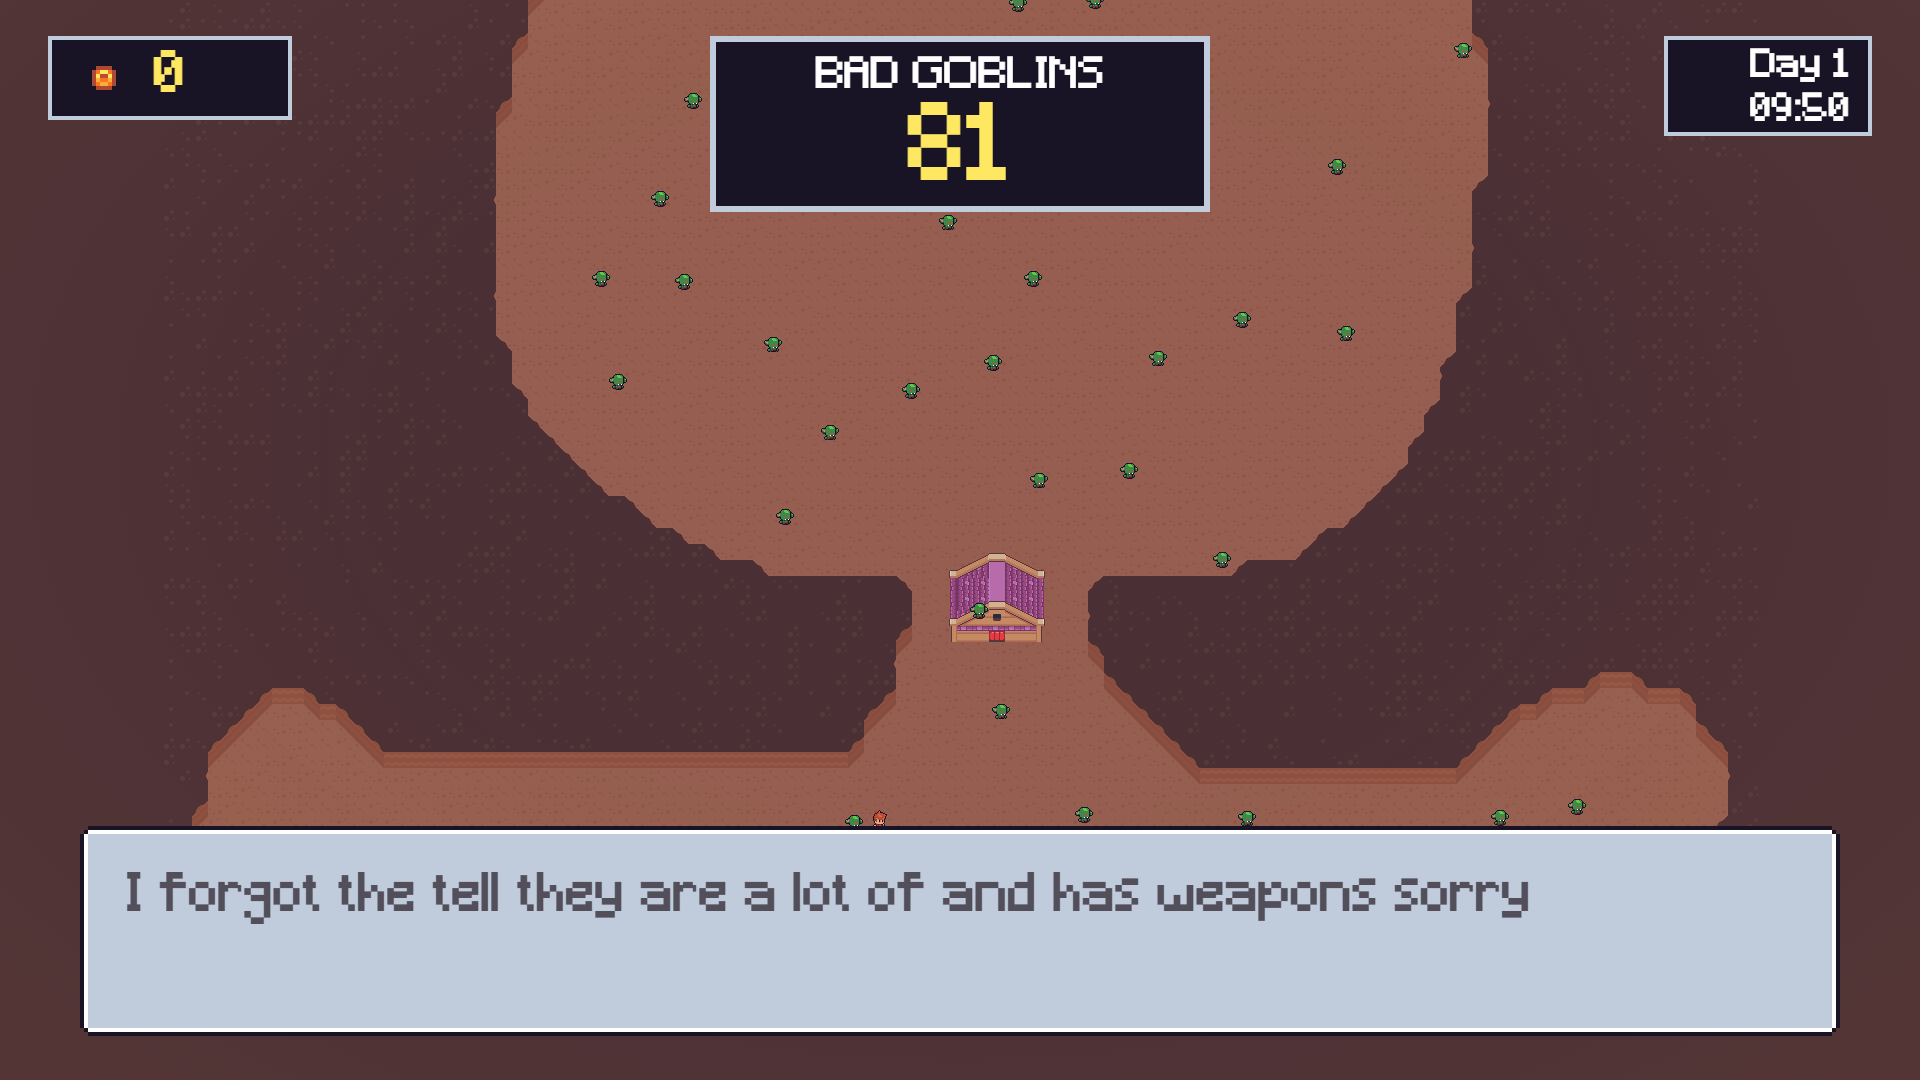 0
BAD GOBLINS
81
Day 1
09:50
I forgot the tell they are a lot of and has weapons sorry